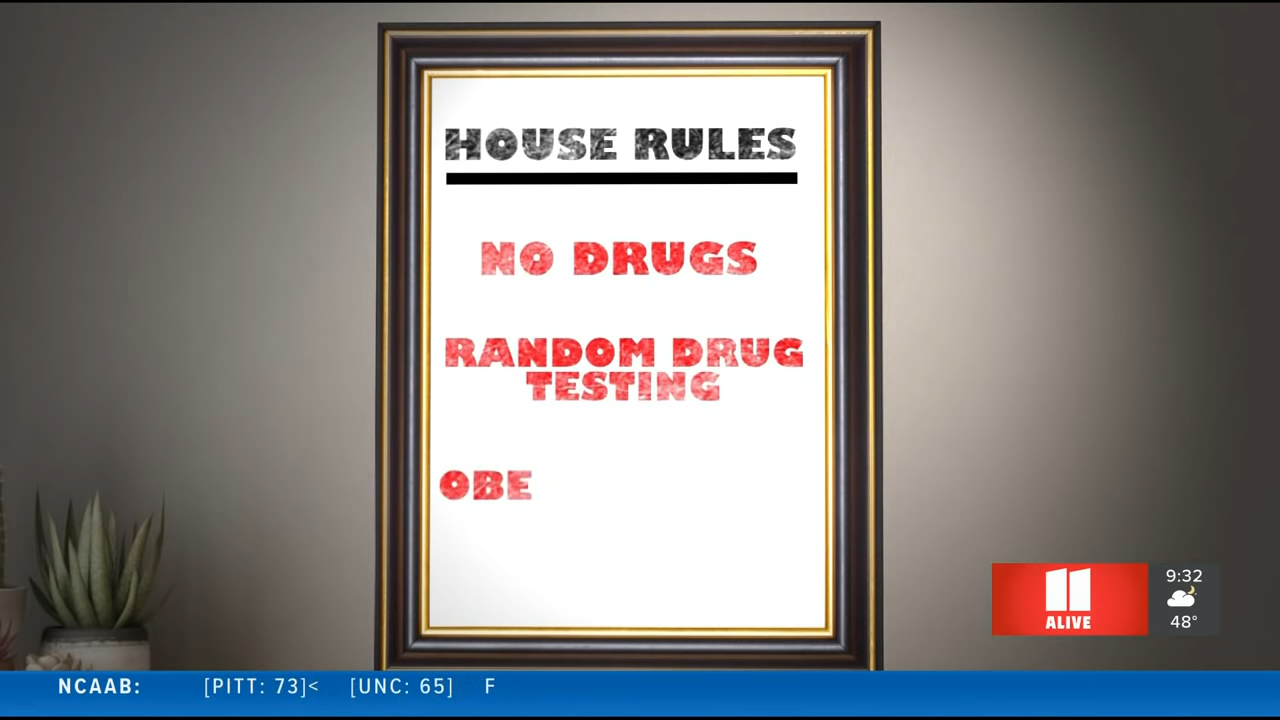 HOUSE RULES
NO DRUGS
RANDOM DRUG
TESTING
OBE
11
ALIVE
9:32
48°
NCAAB: [PITT: 73]< [UNC: 65] F